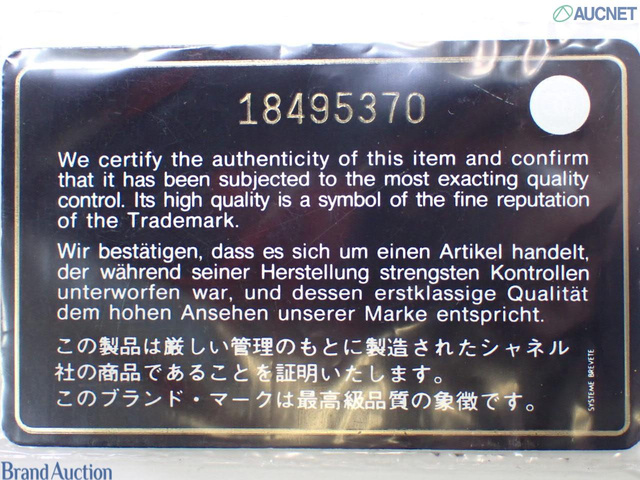 AUCNET
18495370
We certify the authenticity of this item and confirm
that it has been subjected to the most exacting quality
control. Its high quality is a symbol of the fine reputation
of the Trademark.
Wir bestätigen, dass es sich um einen Artikel handelt,
der während seiner Herstellung strengsten Kontrollen
unterworfen war, und dessen erstklassige Qualität
dem hohen Ansehen unserer Marke entspricht.
この製品は厳しい管理のもとに製造されたシャネル
社の商品であることを証明いたします。
このブランド・マークは最高級品質の象徴です。
SYSTEME BREVETE
Brand Auction